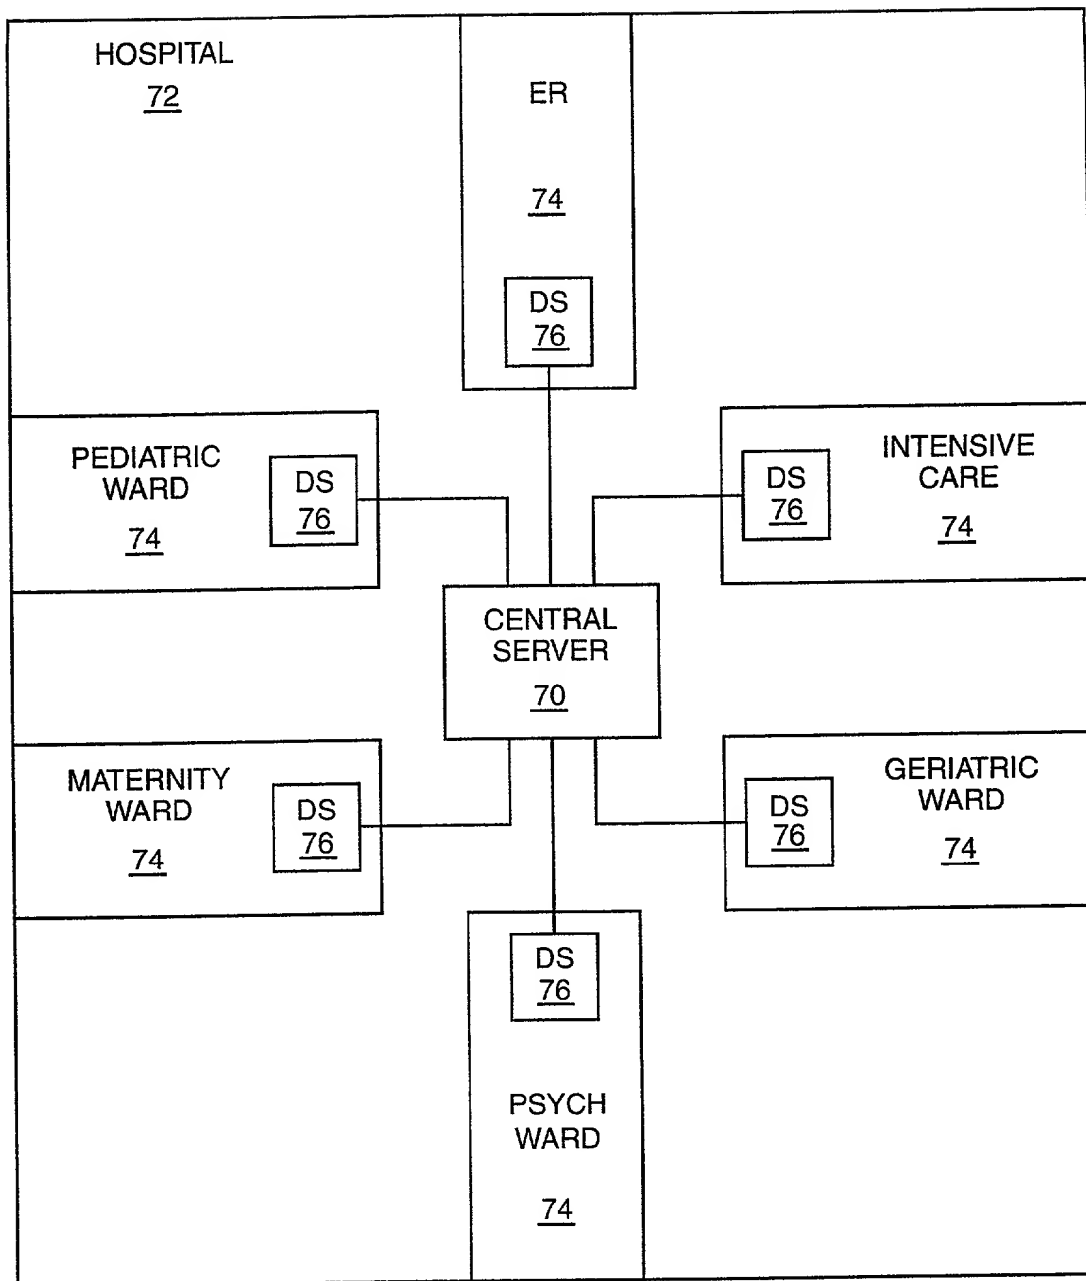 HOSPITAL
72
ER
74
DS
76
PEDIATRIC
WARD
74
DS
76
INTENSIVE
CARE
74
DS
76
CENTRAL
SERVER
70
MATERNITY
WARD
74
DS
76
GERIATRIC
WARD
74
DS
76
DS
76
PSYCH
WARD
74